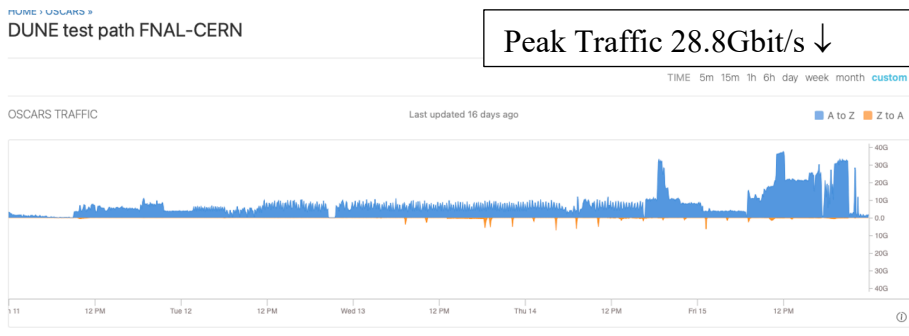 HOME › OSCARS »
DUNE test path FNAL-CERN
Peak Traffic 28.8Gbit/s ↓
TIME 5m 15m 1h 6h day week month custom
OSCARS TRAFFIC
Last updated 16 days ago
A to Z Z to A
40G
30G
20G
10G
0.0
10G
20G
30G
40G
11 12 PM Tue 12 12 PM Wed 13 12 PM Thu 14 12 PM Fri 15 12 PM